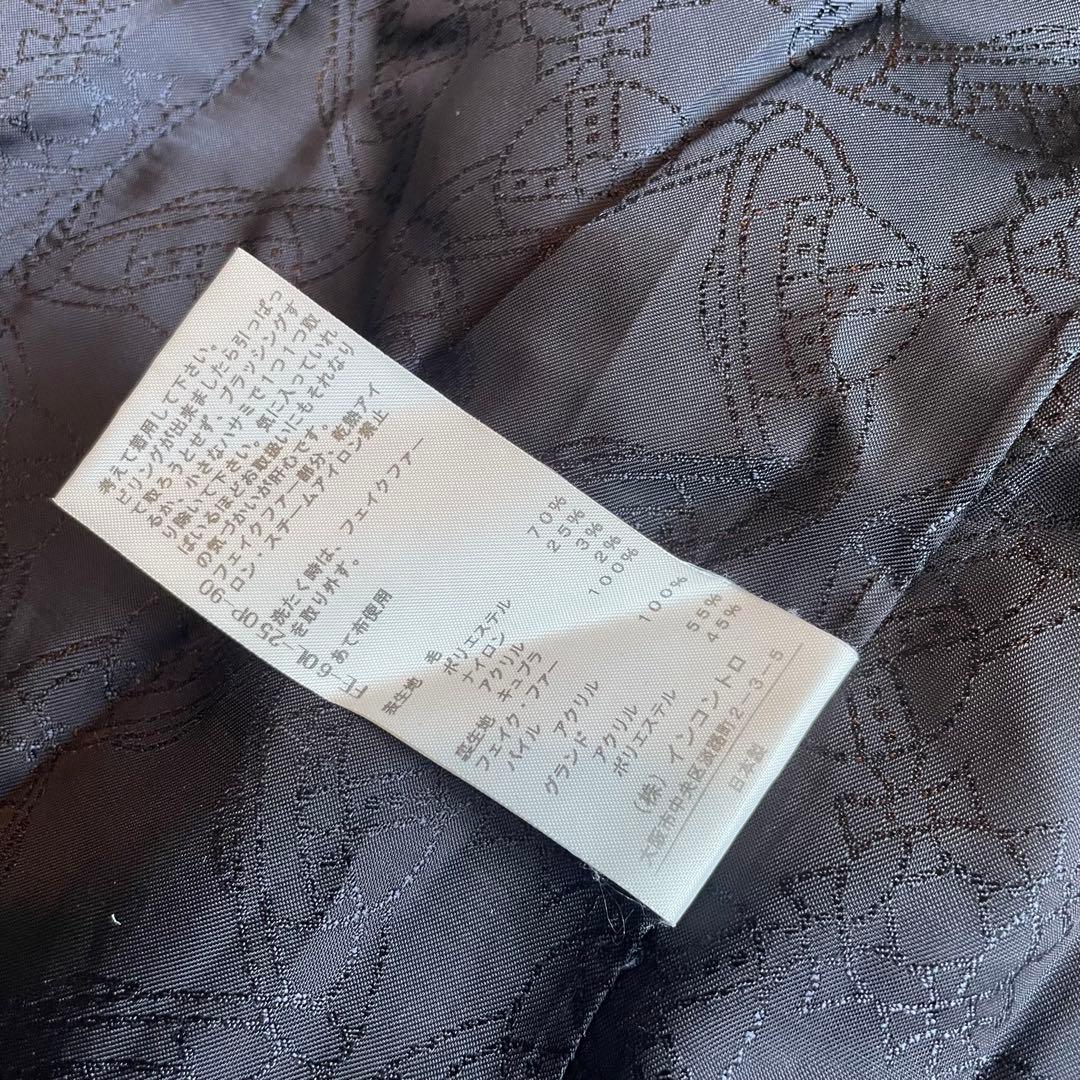 考えて着用して下さい。
ピリングが出来ましたら引っぱっ
て取ろうとせず、ブラッシングす
るか、小さなハサミで1つ1つ取
り除いて下さい。気に入っていれ
ばいるほどお取扱いにもそれなり
の気づかいが肝心です。
フェイクファー部分、乾熱アイ
ロン・スチームアイロン禁止
洗たく時は、フェイクファー
を取り外す。
あて布使用
表生地 毛 70%
ポリエステル 25%
ナイロン 3%
アクリル 2%
裏生地 キュプラ 100%
フェイク・ファー
パイル アクリル 100%
グランド アクリル 55%
ポリエステル 45%
(株)インコントロ
大阪市中央区淡路町2-3-5
日本製